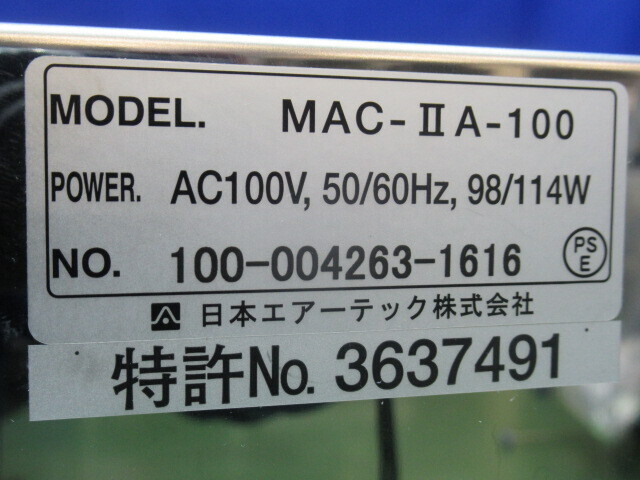 MODEL. MAC-ⅡA-100
POWER. AC100V, 50/60Hz, 98/114W
NO. 100-004263-1616
PS
E
日本エアーテック株式会社
特許No. 3637491